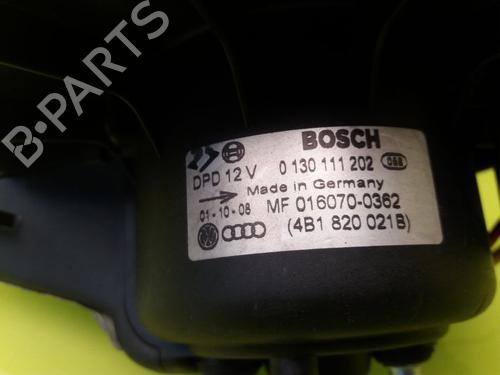 B-PARTS
BOSCH
DPD 12 V 0 130 111 202 088
Made in Germany
01-10-08 MF 016070-0362
(4B1 820 021B)